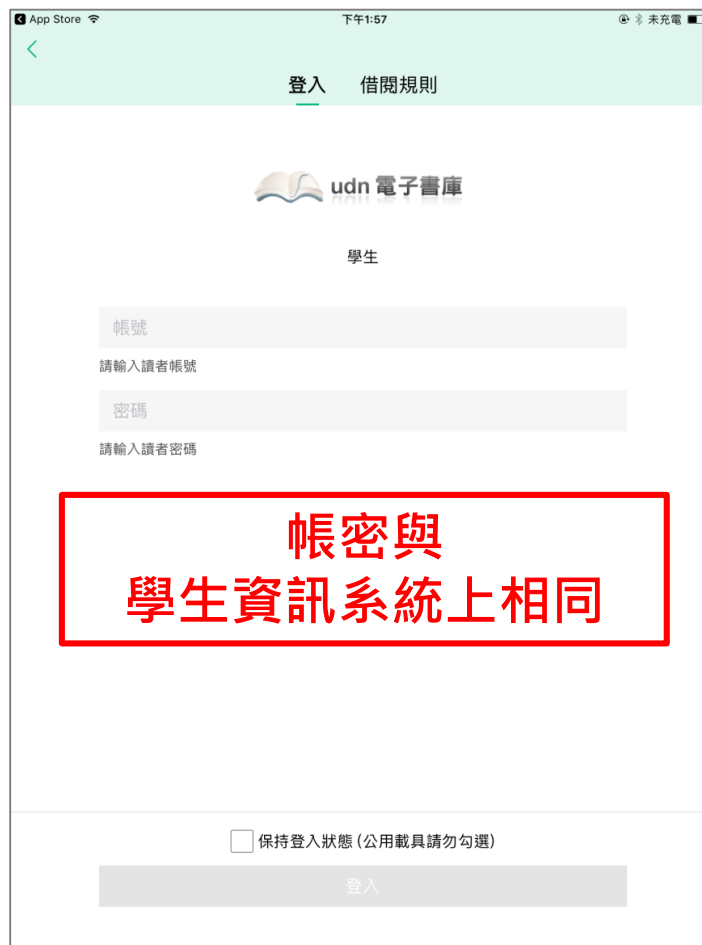 App Store 下午1:57 未充電
登入 借閱規則
udn 電子書庫
學生
帳號
請輸入讀者帳號
密碼
請輸入讀者密碼
帳密與
學生資訊系統上相同
保持登入狀態 (公用載具請勿勾選)
登入